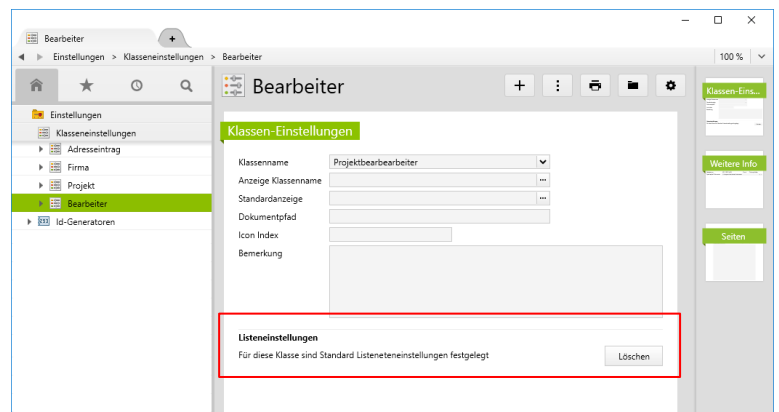 Bearbeiter
Einstellungen > Klasseneinstellungen > Bearbeiter
100 %
Bearbeiter
Einstellungen
Klasseneinstellungen
Adresseintrag
Firma
Projekt
Bearbeiter
Id-Generatoren
Klassen-Einstellungen
Klassenname Projektbearbearbeiter
Anzeige Klassenname
Standardanzeige
Dokumentpfad
Icon Index
Bemerkung
Listeneinstellungen
Für diese Klasse sind Standard Listeneteneinstellungen festgelegt
Löschen
Klassen-Eins...
Weitere Info
Seiten